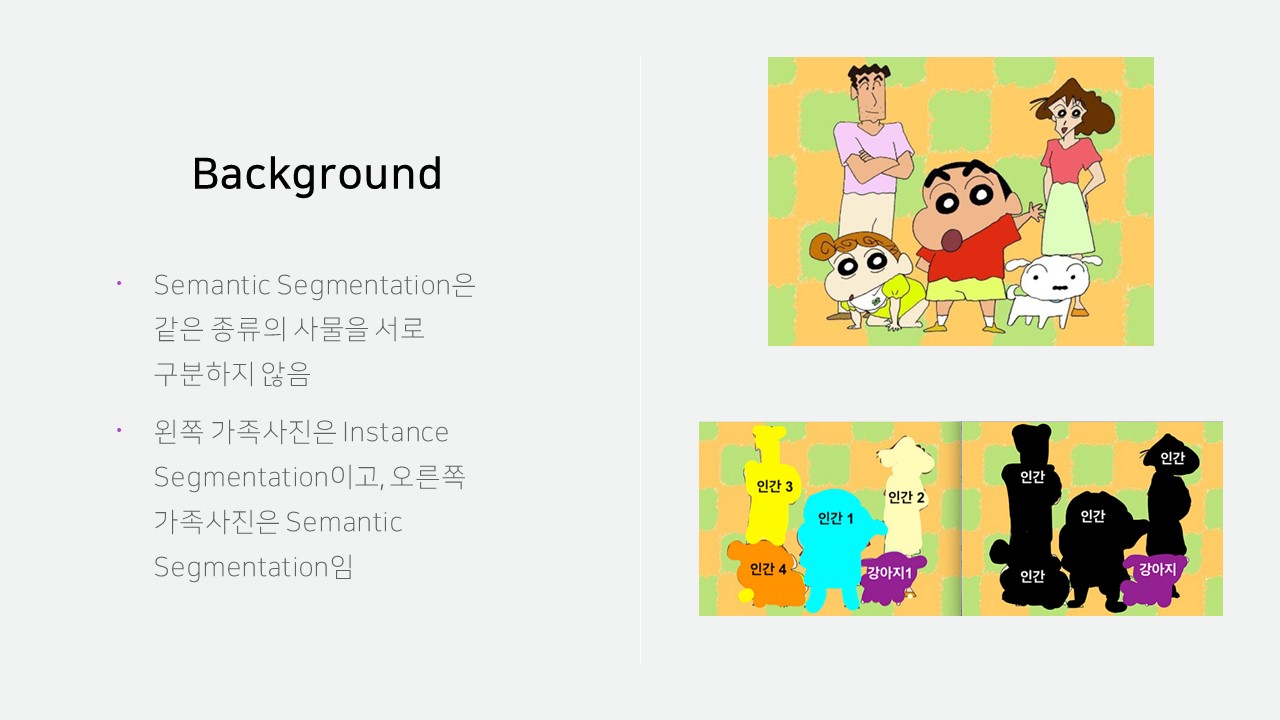 Background
• Semantic Segmentation은
같은 종류의 사물을 서로
구분하지 않음
• 왼쪽 가족사진은 Instance
Segmentation이고, 오른쪽
가족사진은 Semantic
Segmentation임
인간 3
인간 2
인간 1
인간 4
강아지1
인간
인간
인간
인간
강아지